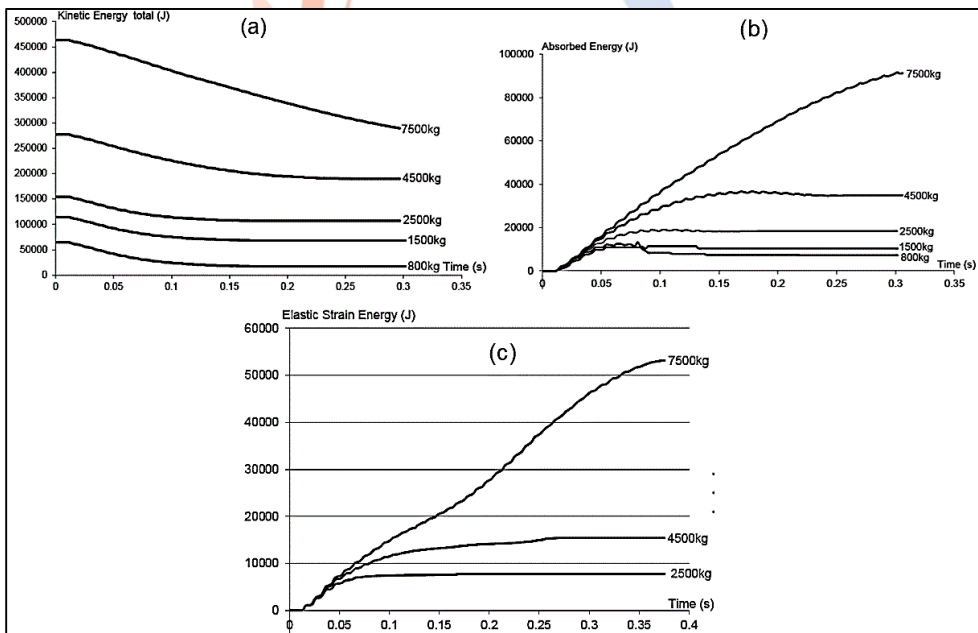 Kinetic Energy total (J)
(a)
500000
450000
400000
350000
300000
250000
200000
150000
100000
50000
0
7500kg
4500kg
2500kg
1500kg
800kg
Time (s)
0 0.05 0.1 0.15 0.2 0.25 0.3 0.35
Absorbed Energy (J)
(b)
100000
80000
60000
40000
20000
0
7500kg
4500kg
2500kg
1500kg
800kg
Time (s)
0 0.05 0.1 0.15 0.2 0.25 0.3 0.35
Elastic Strain Energy (J)
(c)
60000
50000
40000
30000
20000
10000
0
7500kg
4500kg
2500kg
Time (s)
0 0.05 0.1 0.15 0.2 0.25 0.3 0.35 0.4